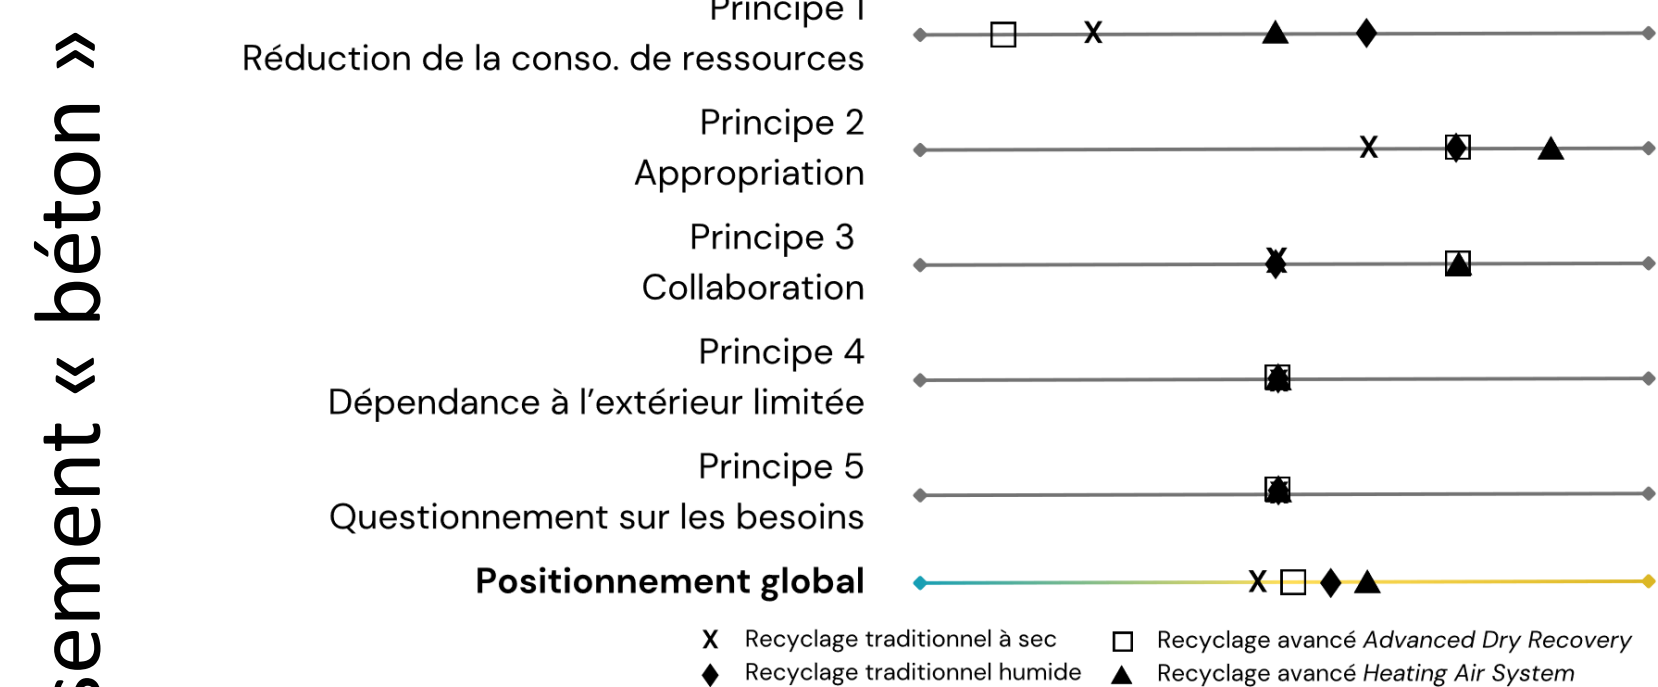 Principe 1
Réduction de la conso. de ressources
Principe 2
Appropriation
Principe 3
Collaboration
Principe 4
Dépendance à l’extérieur limitée
Principe 5
Questionnement sur les besoins
Positionnement global
X Recyclage traditionnel à sec
Recyclage avancé Advanced Dry Recovery
Recyclage traditionnel humide
Recyclage avancé Heating Air System
« béton »